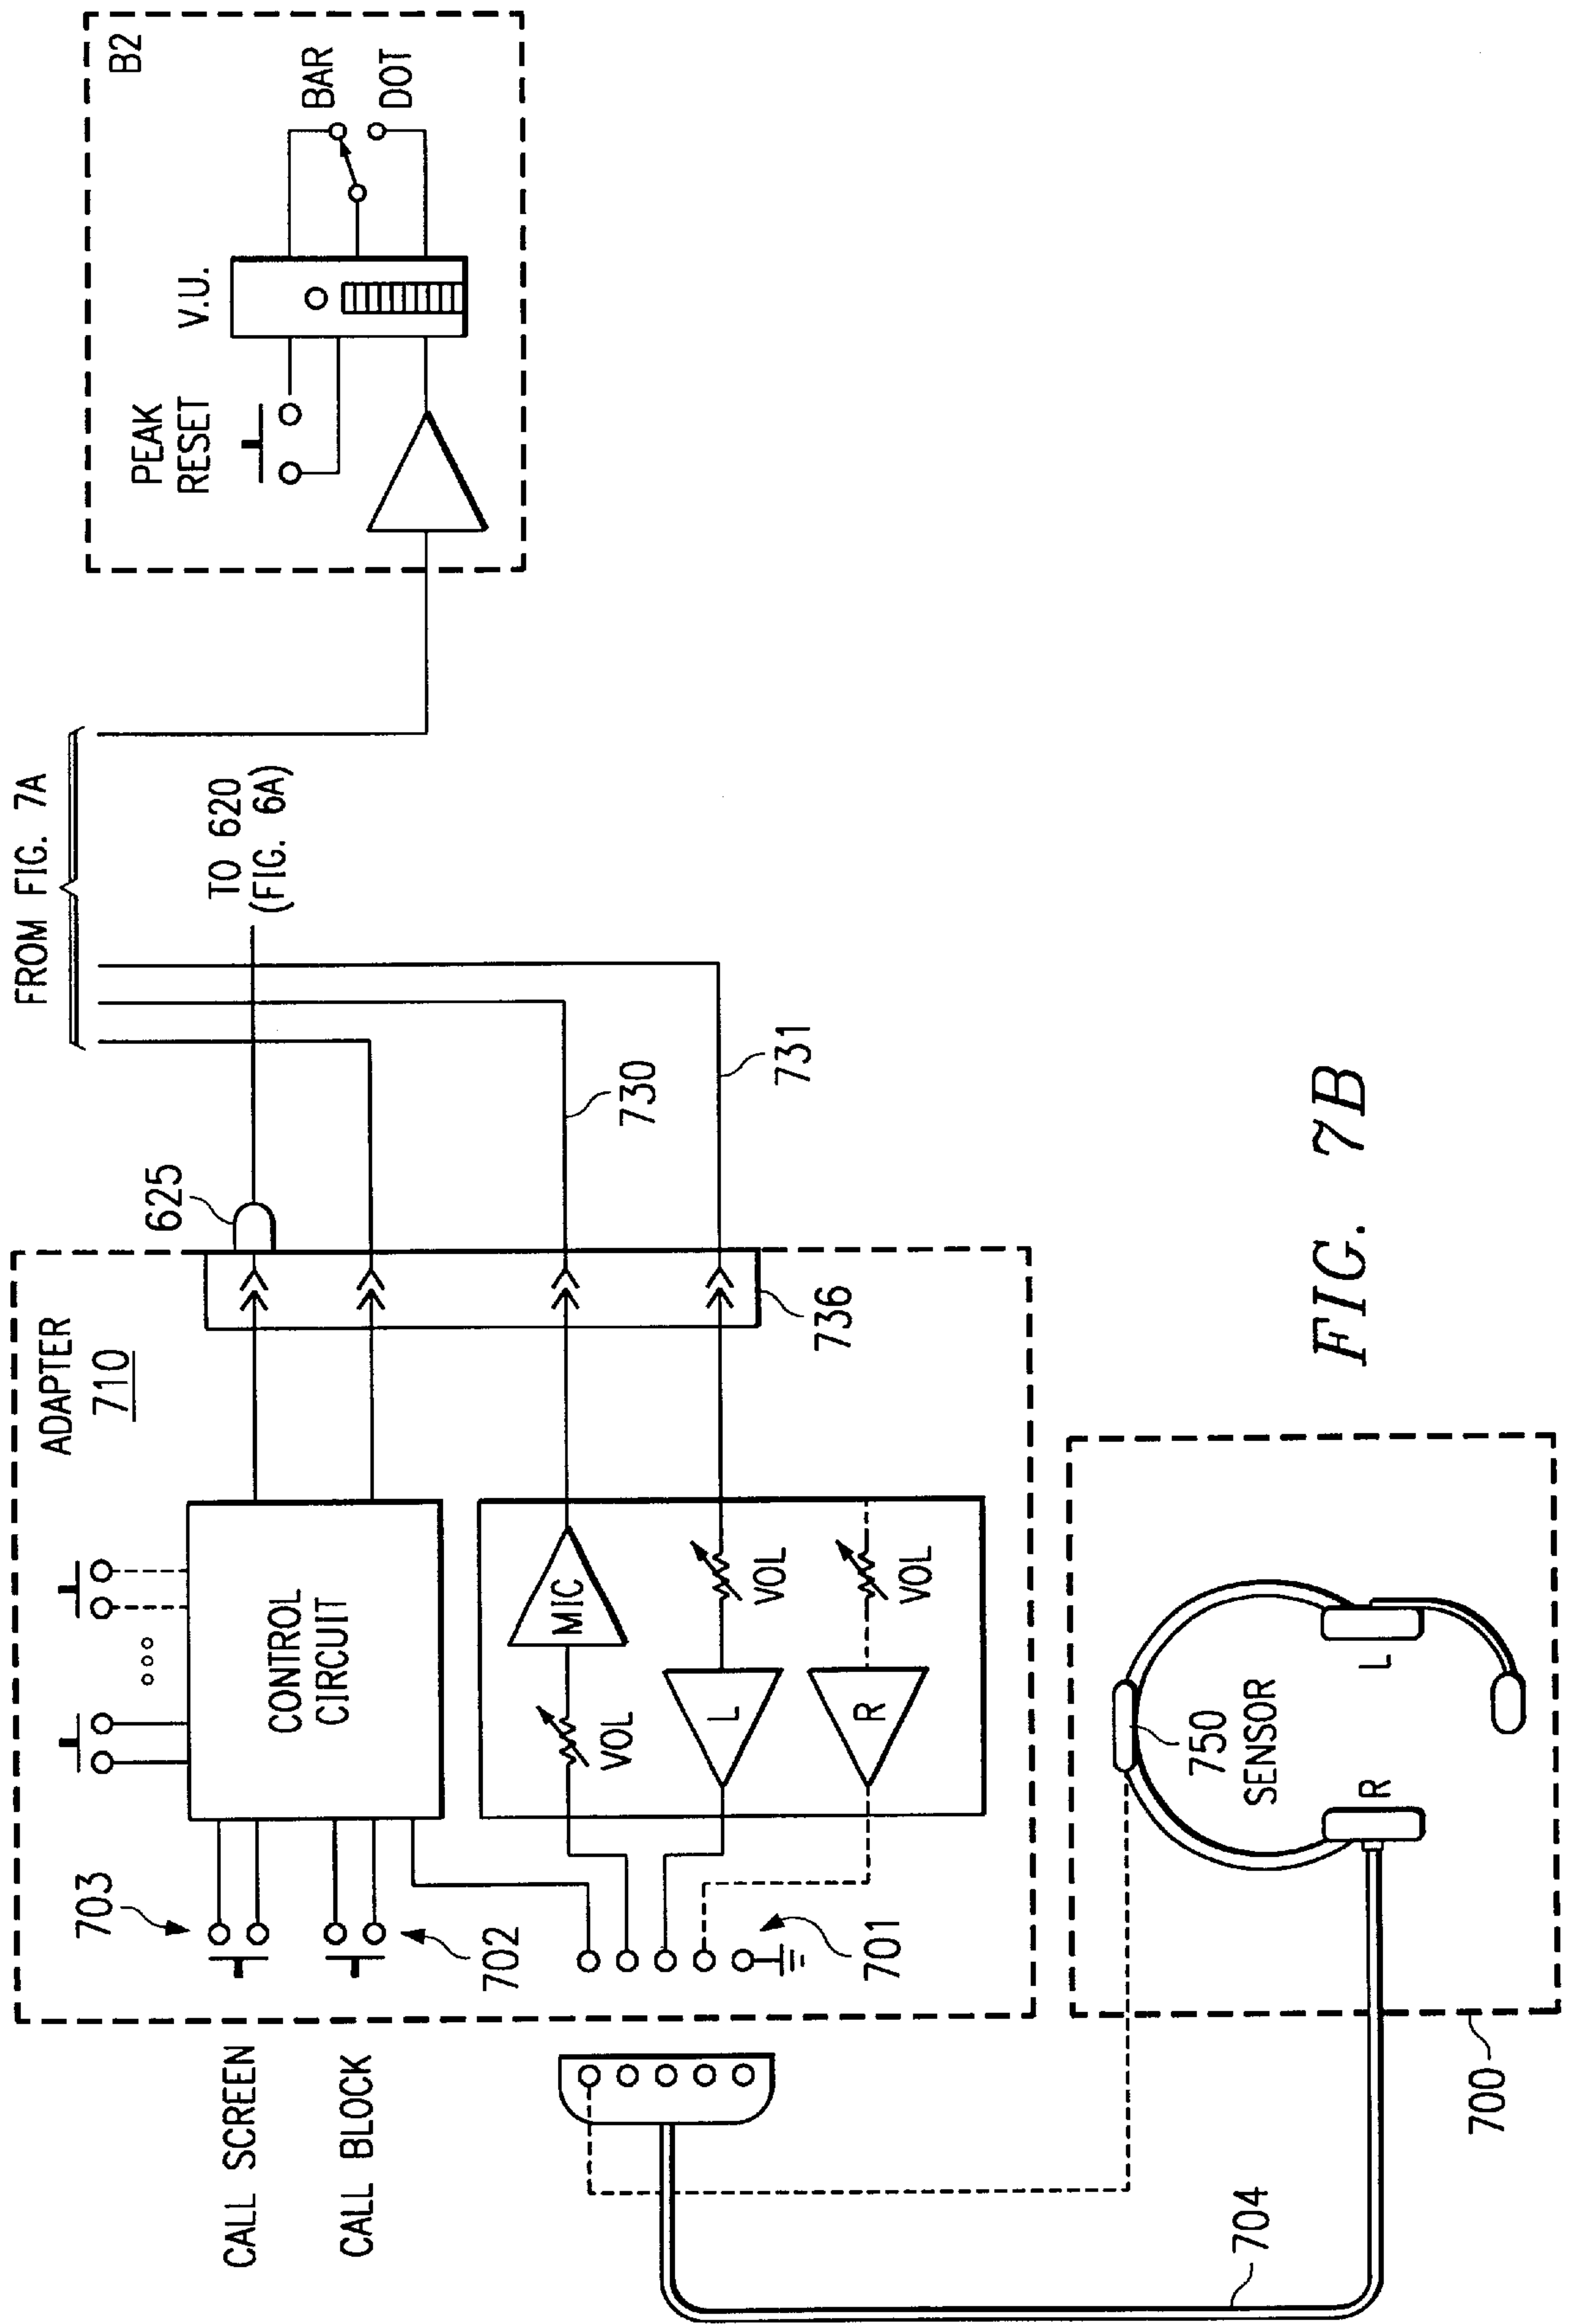 FROM FIG. 7A
B2
PEAK
RESET
V.U.
BAR
DOT
TO 620
(FIG. 6A)
ADAPTER
710
625
730
731
736
CONTROL
CIRCUIT
703
702
CALL SCREEN
CALL BLOCK
MIC
VOL
L
VOL
R
VOL
701
750
SENSOR
R
L
700
704
FIG. 7B